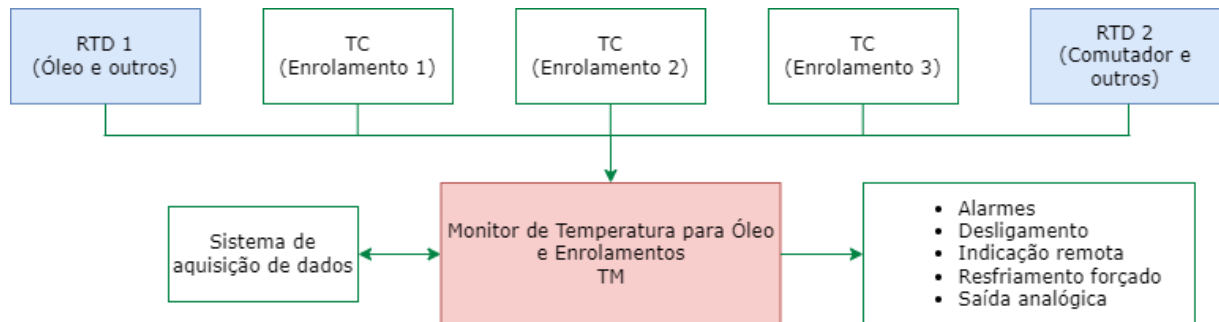 RTD 1
(Óleo e outros)
TC
(Enrolamento 1)
TC
(Enrolamento 2)
TC
(Enrolamento 3)
RTD 2
(Comutador e
outros)
Sistema de
aquisição de dados
Monitor de Temperatura para Óleo
e Enrolamentos
TM
• Alarmes
• Desligamento
• Indicação remota
• Resfriamento forçado
• Saída analógica